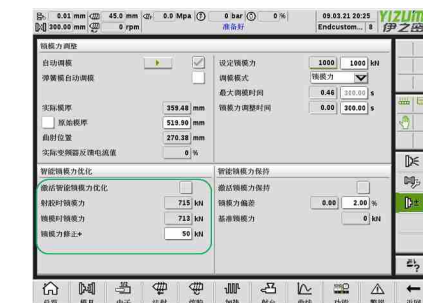 0.01 mm 45.0 mm 0.0 Mpa 0 bar 0 % 09.03.21 20:25 YIZUMI
300.00 mm 0 rpm 准备好 Endcustom... 8 伊之密
锁模力调整
自动调模
设定锁模力 1000 1000 kN
弹簧模自动调模
调模模式 锁模力
最大调模时间 0.46 300.00 s
实际模厚 359.48 mm
锁模力调整时间 0.00 300.00 s
原始模厚 519.90 mm
曲肘位置 270.38 mm
实际变频器反馈电流值 0 %
智能锁模力优化
智能锁模力保持
激活智能锁模力优化
激活锁模力保持
射胶时锁模力 715 kN
锁模力偏差 0.00 2.00 %
锁模时锁模力 713 kN
基准锁模力 0 kN
锁模力修正+ 50 kN